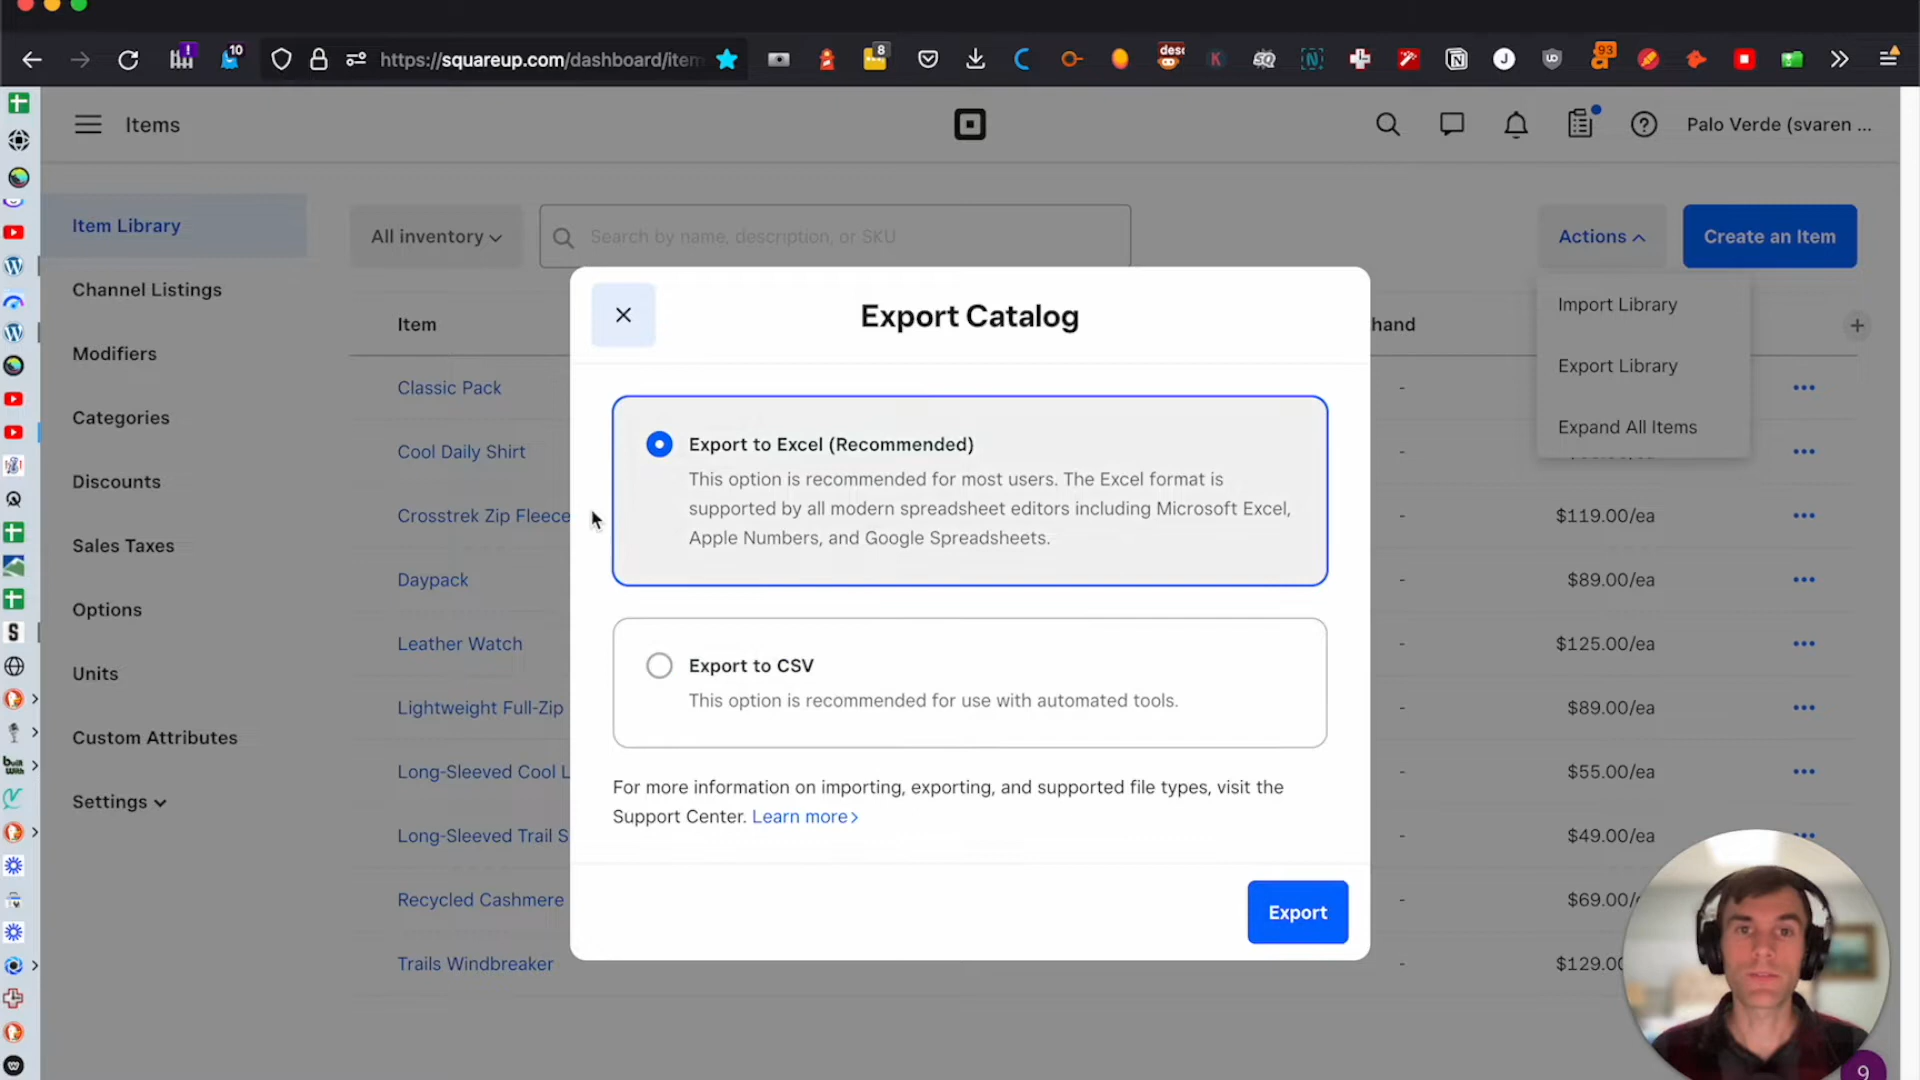 10
https://squareup.com/dashboard/item
8
desc
K
SQ
N
J
93
Items
Palo Verde (svaren ...
Item Library
Channel Listings
Modifiers
Categories
Discounts
Sales Taxes
Options
Units
Custom Attributes
Settings
All inventory
Search by name, description, or SKU
Actions
Create an Item
Import Library
Export Library
Expand All Items
Item
hand
Classic Pack
-
Cool Daily Shirt
-
Crosstrek Zip Fleece
-
$119.00/ea
Daypack
-
$89.00/ea
Leather Watch
-
$125.00/ea
Lightweight Full-Zip
-
$89.00/ea
Long-Sleeved Cool L
-
$55.00/ea
Long-Sleeved Trail S
-
$49.00/ea
Recycled Cashmere
-
$69.00/
Trails Windbreaker
-
$129.00
Export Catalog
Export to Excel (Recommended)
This option is recommended for most users. The Excel format is
supported by all modern spreadsheet editors including Microsoft Excel,
Apple Numbers, and Google Spreadsheets.
Export to CSV
This option is recommended for use with automated tools.
For more information on importing, exporting, and supported file types, visit the
Support Center. Learn more>
Export
9